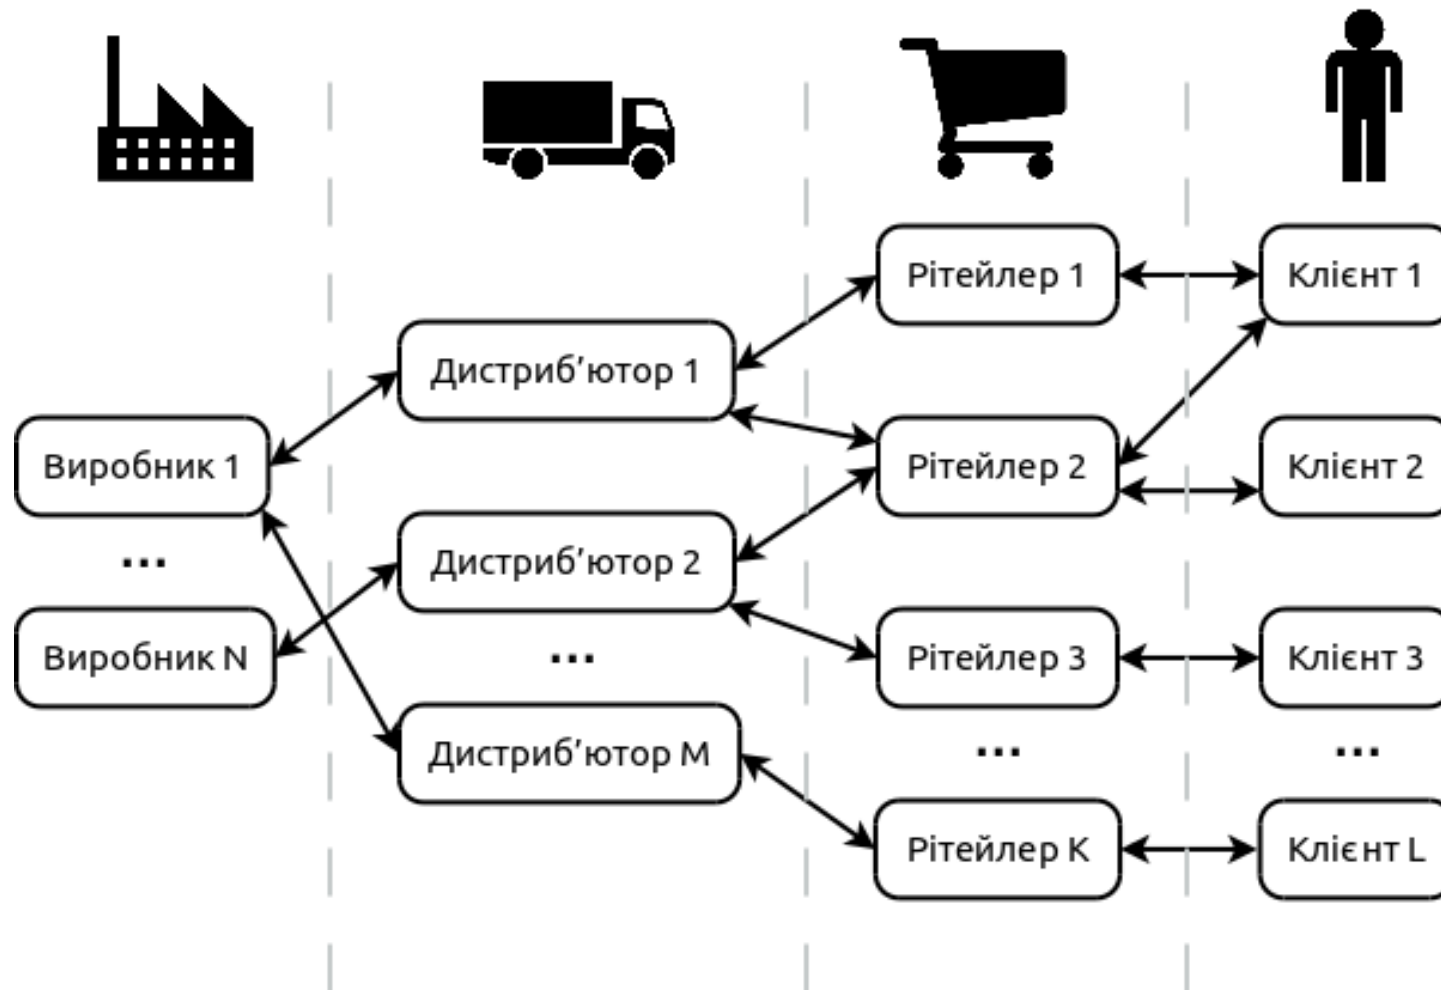 Виробник 1
...
Виробник N
Дистриб’ютор 1
Дистриб’ютор 2
...
Дистриб’ютор M
Рітейлер 1
Рітейлер 2
Рітейлер 3
...
Рітейлер K
Клієнт 1
Клієнт 2
Клієнт 3
...
Клієнт L